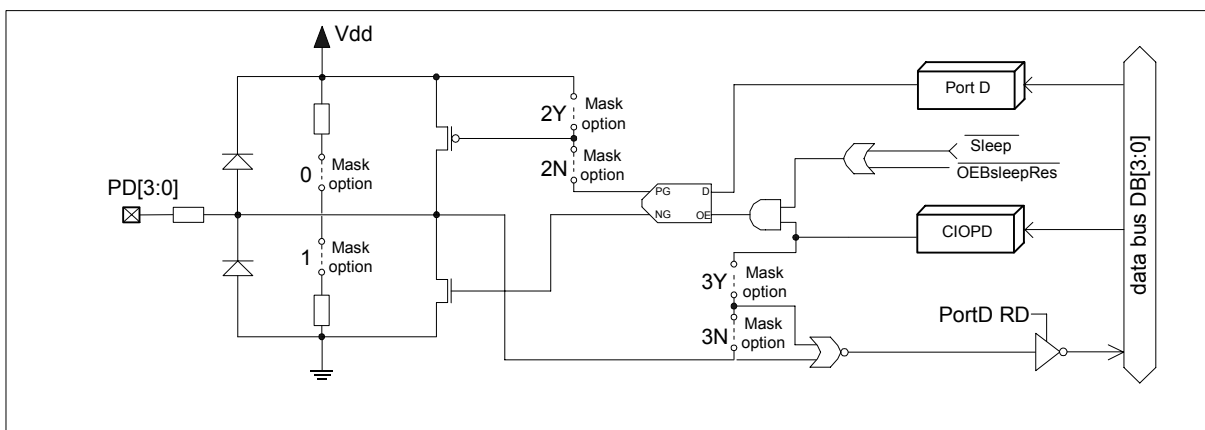 Vdd
Port D
2Y
Mask
option
2N
Mask
option
Sleep
OEBsleepRes
0
Mask
option
PD[3:0]
PG
D
NG
OE
CIOPD
1
Mask
option
3Y
Mask
option
3N
Mask
option
PortD RD
data bus DB[3:0]